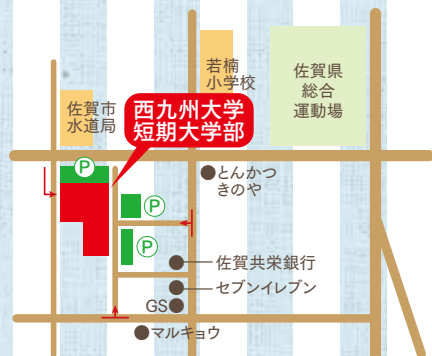 若楠
小学校
佐賀県
総合
運動場
佐賀市
水道局
西九州大学
短期大学部
P
●とんかつ
きのや
P
P
佐賀共栄銀行
セブンイレブン
GS●
●マルキョウ